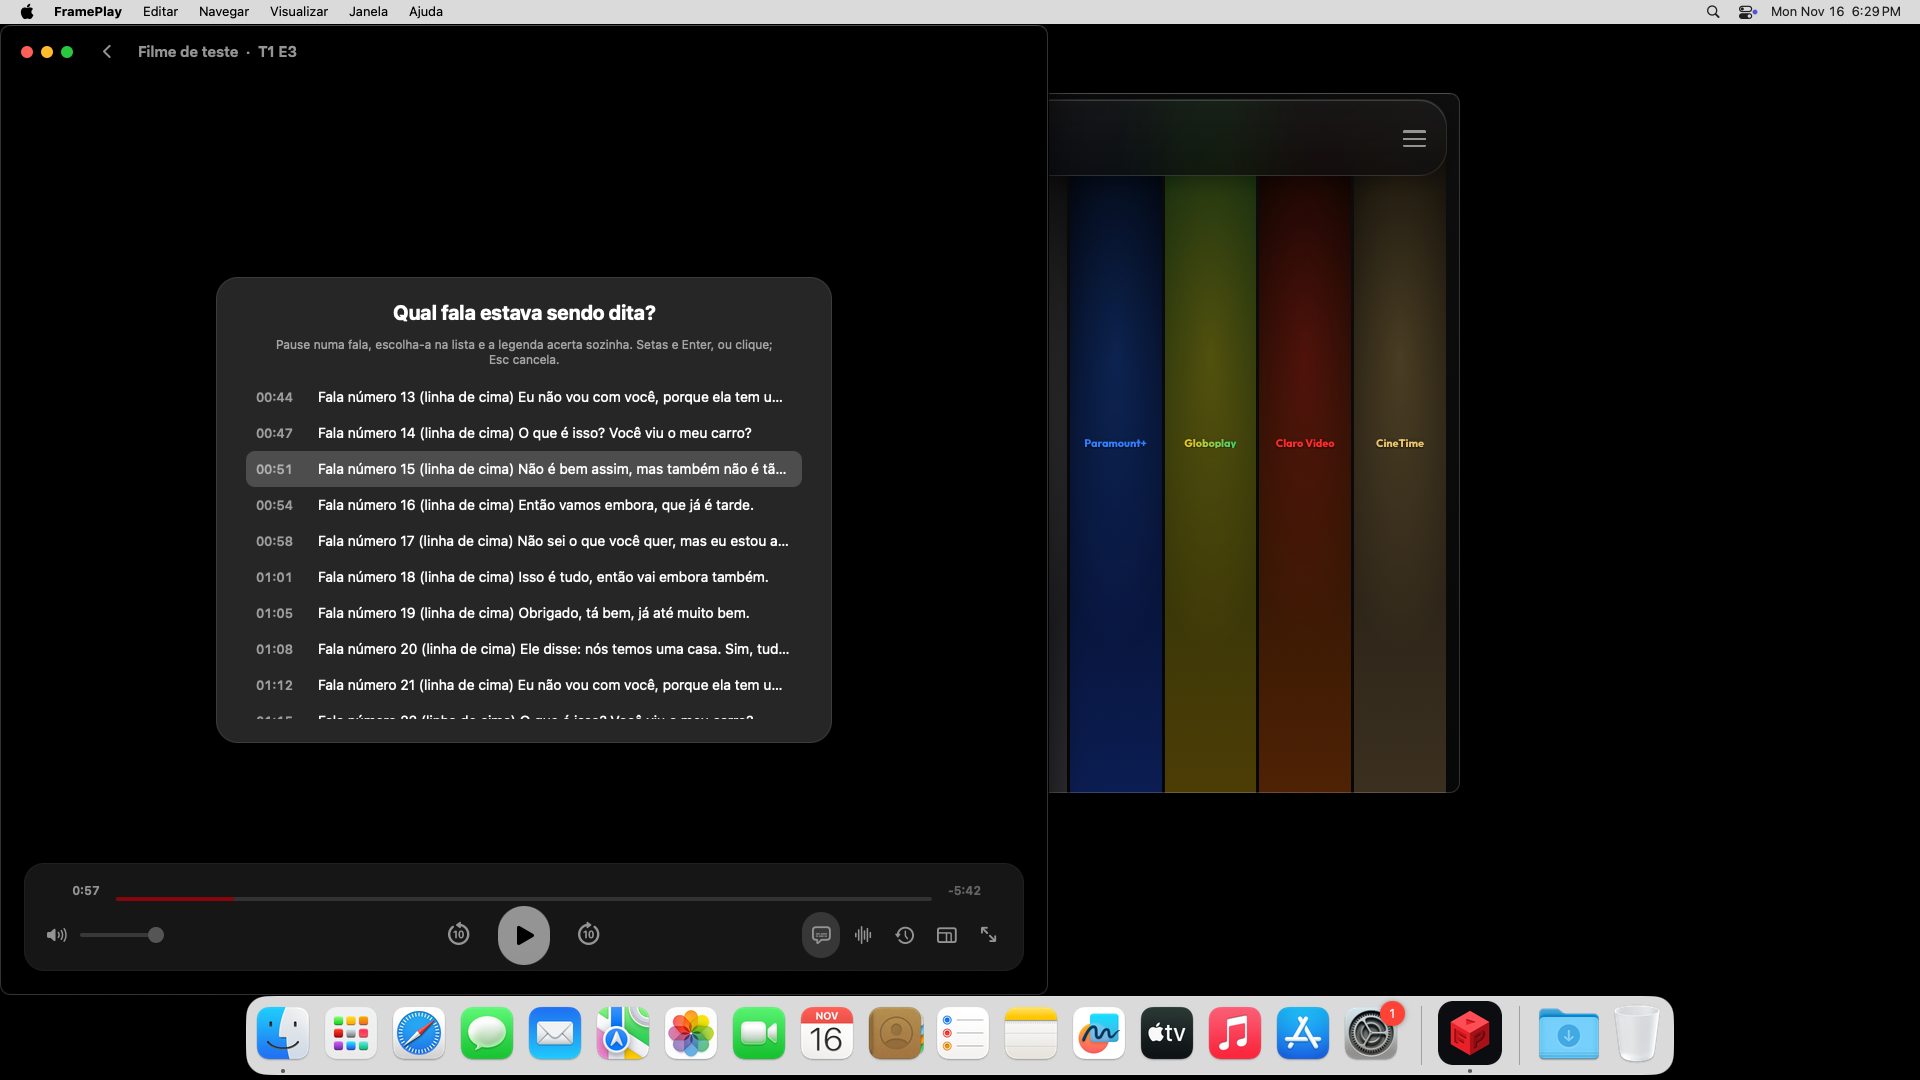 FramePlay Editar Navegar Visualizar Janela Ajuda Mon Nov 16 6:29 PM
Filme de teste · T1 E3
Qual fala estava sendo dita?
Pause numa fala, escolha-a na lista e a legenda acerta sozinha. Setas e Enter, ou clique;
Esc cancela.
00:44 Fala número 13 (linha de cima) Eu não vou com você, porque ela tem u...
00:47 Fala número 14 (linha de cima) O que é isso? Você viu o meu carro?
00:51 Fala número 15 (linha de cima) Não é bem assim, mas também não é tã...
00:54 Fala número 16 (linha de cima) Então vamos embora, que já é tarde.
00:58 Fala número 17 (linha de cima) Não sei o que você quer, mas eu estou a...
01:01 Fala número 18 (linha de cima) Isso é tudo, então vai embora também.
01:05 Fala número 19 (linha de cima) Obrigado, tá bem, já até muito bem.
01:08 Fala número 20 (linha de cima) Ele disse: nós temos uma casa. Sim, tud...
01:12 Fala número 21 (linha de cima) Eu não vou com você, porque ela tem u...
Paramount+ Globoplay Claro Video CineTime
0:57 -5:42
10 10
NOV
16
tv
1